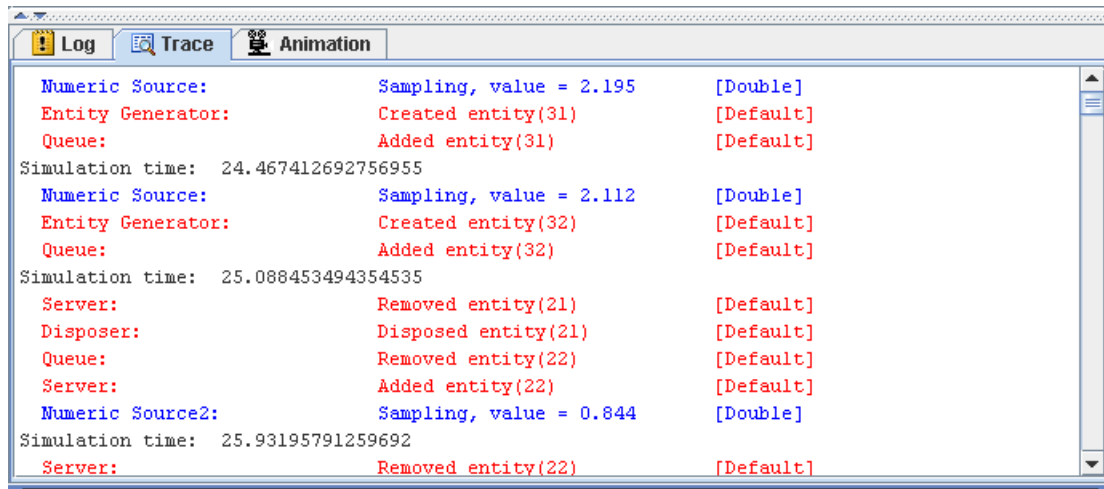 Log Trace Animation
Numeric Source: Sampling, value = 2.195 [Double]
Entity Generator: Created entity(31) [Default]
Queue: Added entity(31) [Default]
Simulation time: 24.467412692756955
Numeric Source: Sampling, value = 2.112 [Double]
Entity Generator: Created entity(32) [Default]
Queue: Added entity(32) [Default]
Simulation time: 25.088453494354535
Server: Removed entity(21) [Default]
Disposer: Disposed entity(21) [Default]
Queue: Removed entity(22) [Default]
Server: Added entity(22) [Default]
Numeric Source2: Sampling, value = 0.844 [Double]
Simulation time: 25.93195791259692
Server: Removed entity(22) [Default]